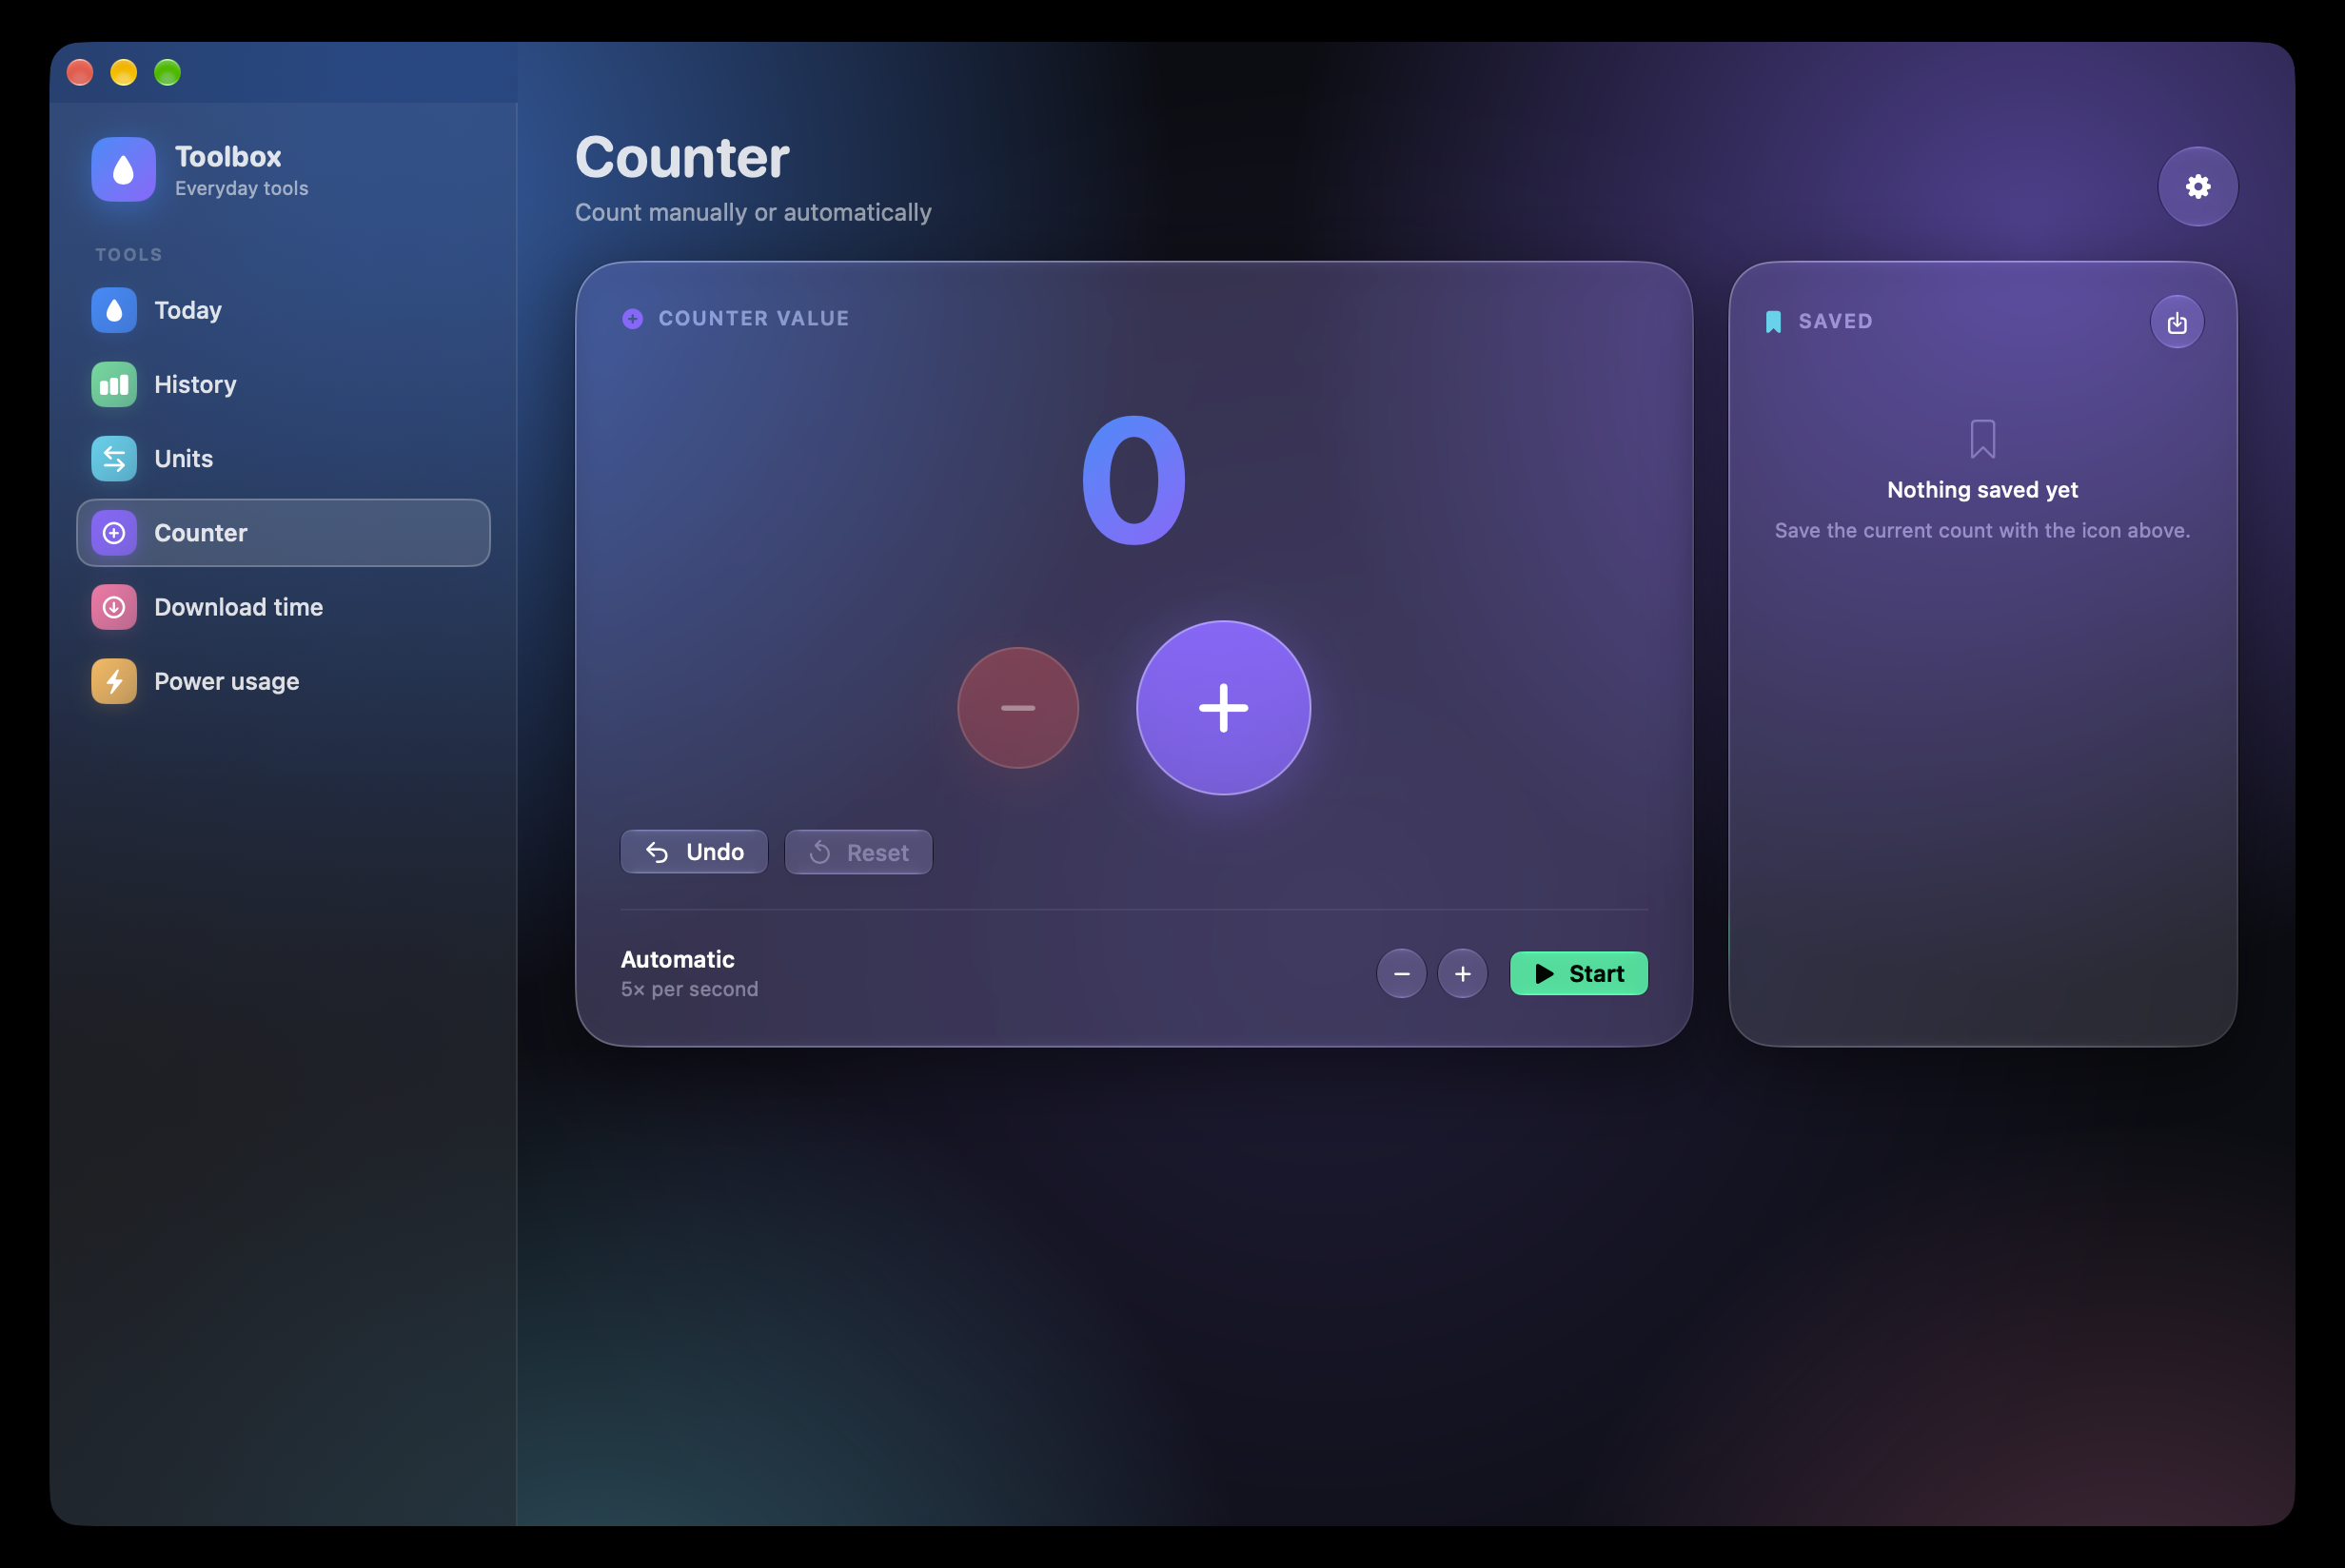 Toolbox
Everyday tools
TOOLS
Today
History
Units
Counter
Download time
Power usage
Counter
Count manually or automatically
COUNTER VALUE
0
Undo
Reset
Automatic
5× per second
Start
SAVED
Nothing saved yet
Save the current count with the icon above.